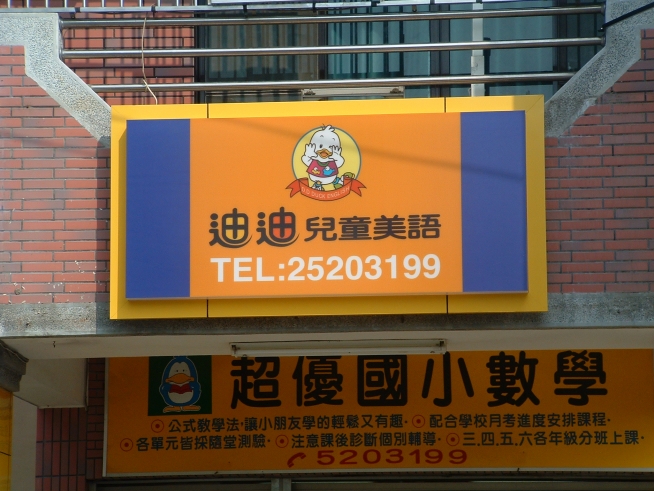 迪迪兒童美語
TEL:25203199
超優國小數學
公式教學法,讓小朋友學的輕鬆又有趣.配合學校月考進度安排課程.
各單元皆採隨堂測驗.注意課後診斷個別輔導.三.四.五.六各年級分班上課.
5203199